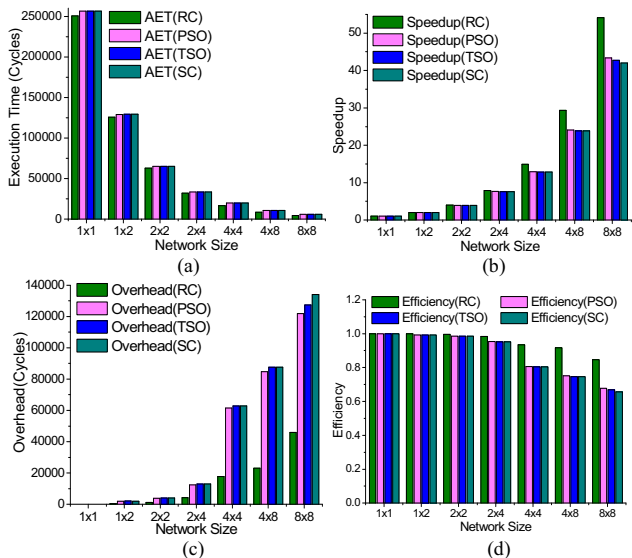 250000
200000
150000
100000
50000
0
Execution Time (Cycles)
AET(RC)
AET(PSO)
AET(TSO)
AET(SC)
1x1 1x2 2x2 2x4 4x4 4x8 8x8
Network Size
(a)
50
40
30
20
10
0
Speedup
Speedup(RC)
Speedup(PSO)
Speedup(TSO)
Speedup(SC)
1x1 1x2 2x2 2x4 4x4 4x8 8x8
Network Size
(b)
140000
120000
100000
80000
60000
40000
20000
0
Overhead(Cycles)
Overhead(RC)
Overhead(PSO)
Overhead(TSO)
Overhead(SC)
1x1 1x2 2x2 2x4 4x4 4x8 8x8
Network Size
(c)
1.2
1.0
0.8
0.6
0.4
0.2
0.0
Efficiency
Efficiency(RC) Efficiency(PSO)
Efficiency(TSO) Efficiency(SC)
1x1 1x2 2x2 2x4 4x4 4x8 8x8
Network Size
(d)